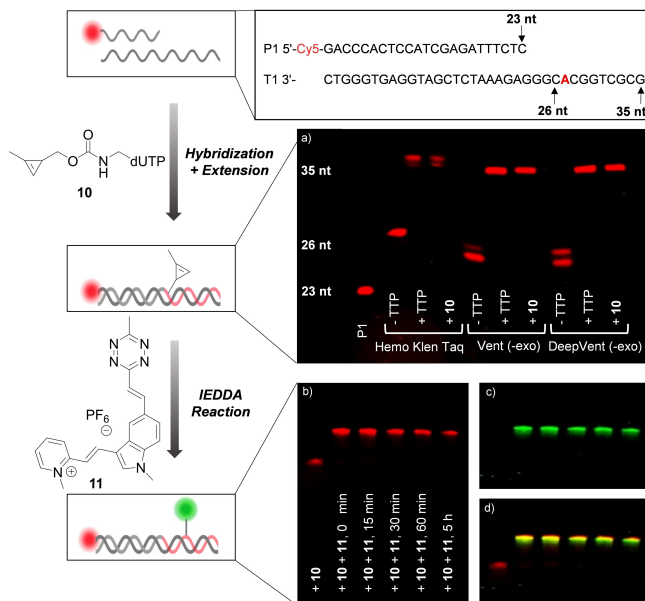 23 nt
P1 5'-Cy5-GACCCACTCCATCGAGATTTCTC
T1 3'- CTGGGTGAGGTAGCTCTAAAGAGGGCACGGTCGCG
26 nt
35 nt
O
O
N
H
dUTP
10
Hybridization
+ Extension
a)
35 nt
26 nt
23 nt
P1
- TTP
+ TTP
+ 10
- TTP
+ TTP
+ 10
- TTP
+ TTP
+ 10
Hemo Klen Taq
Vent (-exo)
DeepVent (-exo)
N N
N N
PF6
⊖
N
⊕
N
11
IEDDA
Reaction
b)
+ 10
+ 10 + 11, 0 min
+ 10 + 11, 15 min
+ 10 + 11, 30 min
+ 10 + 11, 60 min
+ 10 + 11, 5 h
c)
d)